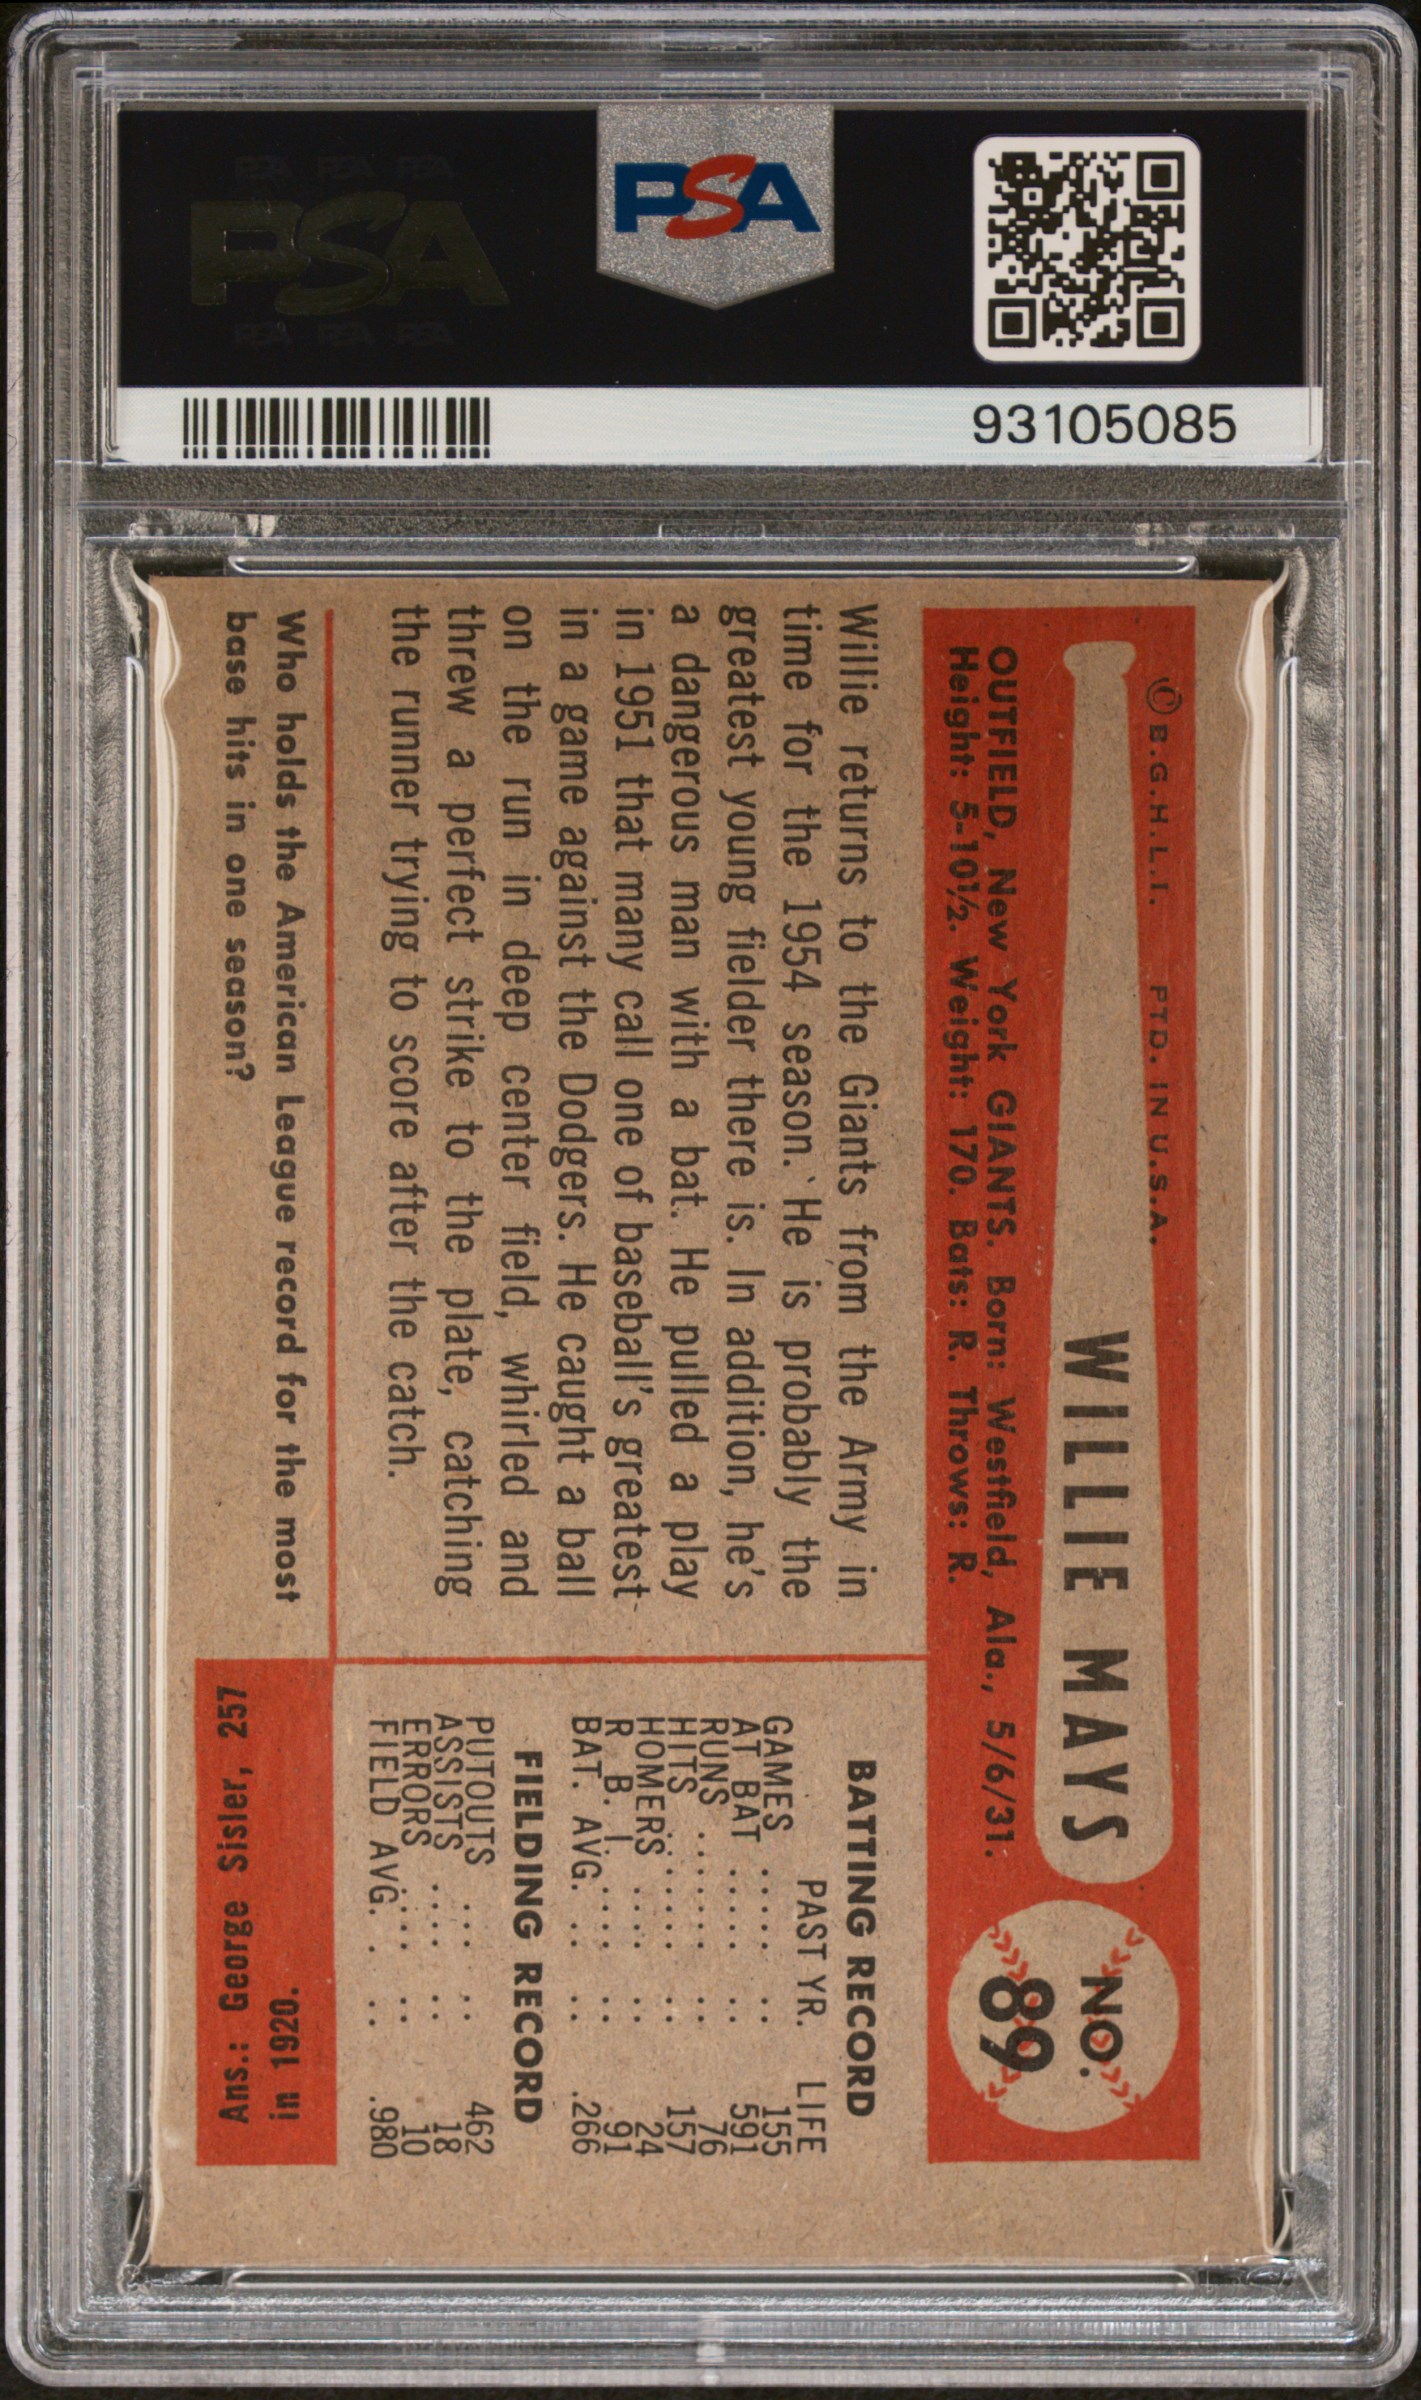 PSA PSA PSA
PSA
PSA PSA PSA
PSA
93105085
© B.G.H.L.I. PTD. IN U.S.A.
WILLIE MAYS
NO.
89
OUTFIELD, New York GIANTS. Born: Westfield, Ala., 5/6/31.
Height: 5-10½. Weight: 170. Bats: R. Throws: R.
Willie returns to the Giants from the Army in
time for the 1954 season. He is probably the
greatest young fielder there is. In addition, he's
a dangerous man with a bat. He pulled a play
in 1951 that many call one of baseball's greatest
in a game against the Dodgers. He caught a ball
on the run in deep center field, whirled and
threw a perfect strike to the plate, catching
the runner trying to score after the catch.
BATTING RECORD
PAST YR. LIFE
GAMES ..... .. 155
AT BAT ..... .. 591
RUNS ....... .. 76
HITS ....... .. 157
HOMERS .... .. 24
R. B. I. ..... .. 91
BAT. AVG. . .. .. .266
FIELDING RECORD
PUTOUTS ... .. 462
ASSISTS .... .. 18
ERRORS .... .. 10
FIELD AVG. . .. .. .980
Who holds the American League record for the most
base hits in one season?
Ans.: George Sisler, 257
in 1920.